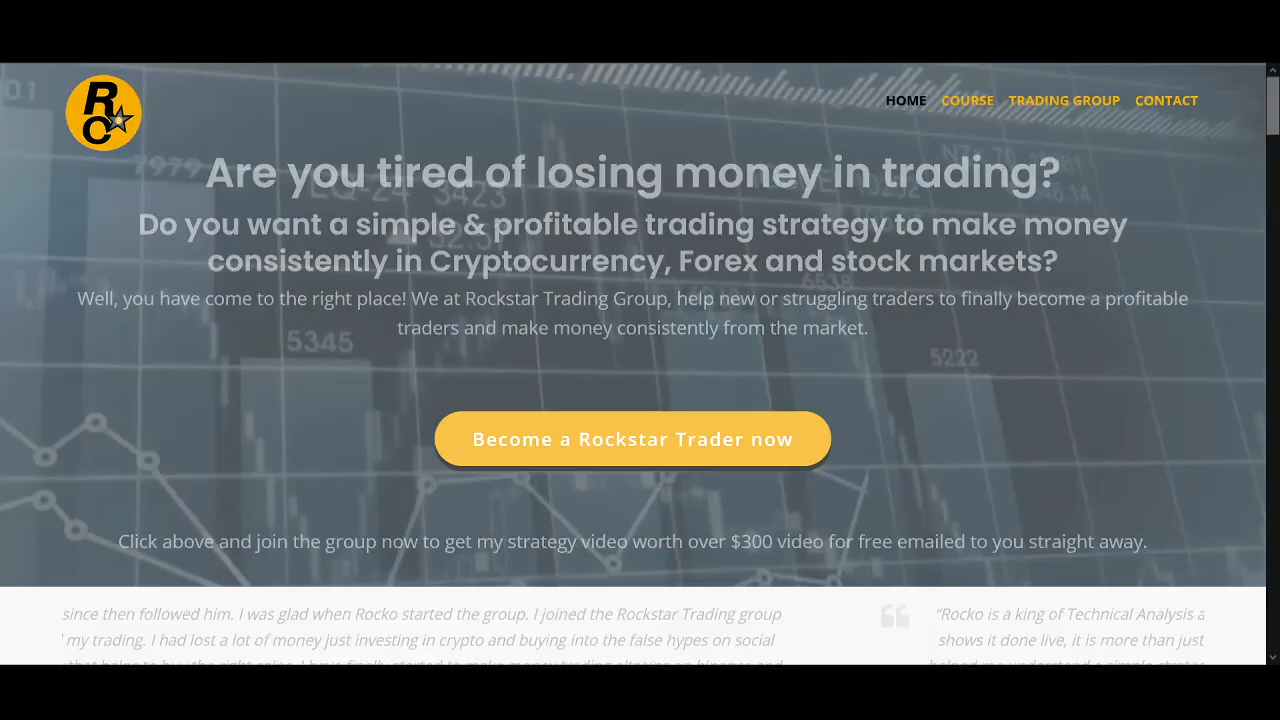 R
C
HOME COURSE TRADING GROUP CONTACT
01
7979
EQ-24 3423
Are you tired of losing money in trading?
Do you want a simple & profitable trading strategy to make money
consistently in Cryptocurrency, Forex and stock markets?
Well, you have come to the right place! We at Rockstar Trading Group, help new or struggling traders to finally become a profitable
traders and make money consistently from the market.
5345
5222
Become a Rockstar Trader now
Click above and join the group now to get my strategy video worth over $300 video for free emailed to you straight away.
since then followed him. I was glad when Rocko started the group. I joined the Rockstar Trading group
my trading. I had lost a lot of money just investing in crypto and buying into the false hypes on social
“Rocko is a king of Technical Analysis a
shows it done live, it is more than just